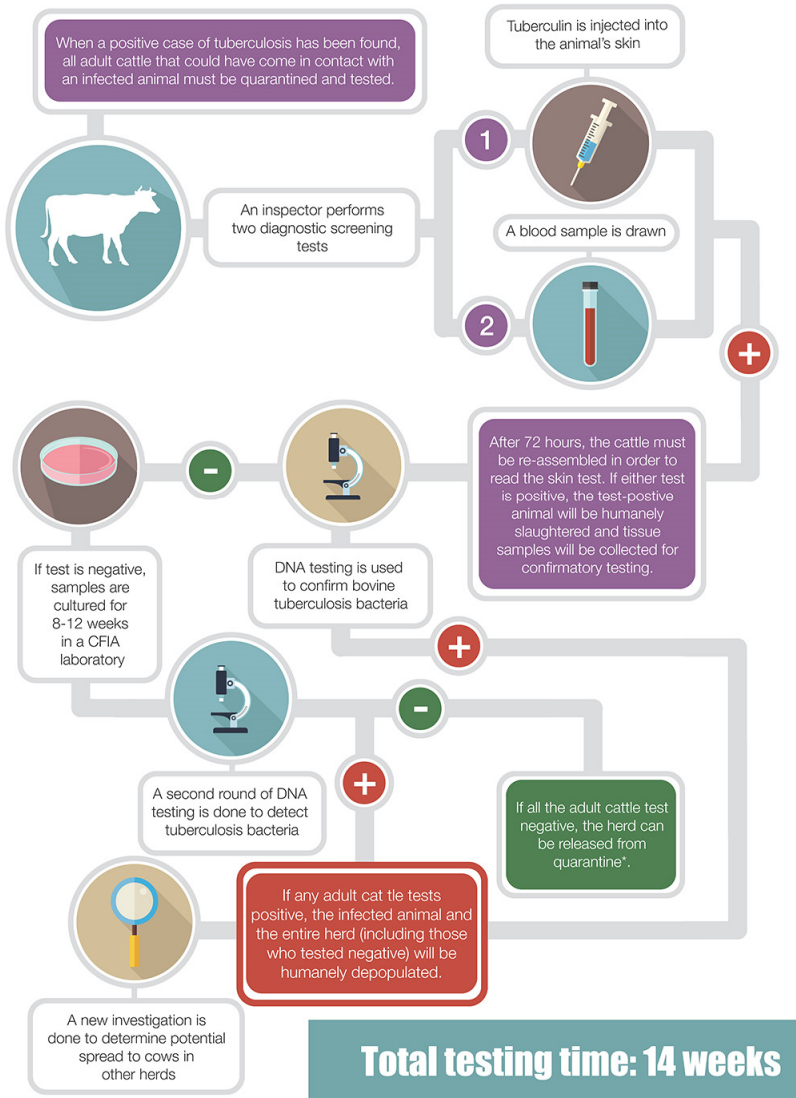 When a positive case of tuberculosis has been found,
all adult cattle that could have come in contact with
an infected animal must be quarantined and tested.
An inspector performs
two diagnostic screening
tests
1
Tuberculin is injected into
the animal's skin
2
A blood sample is drawn
+
After 72 hours, the cattle must
be re-assembled in order to
read the skin test. If either test
is positive, the test-postive
animal will be humanely
slaughtered and tissue
samples will be collected for
confirmatory testing.
DNA testing is used
to confirm bovine
tuberculosis bacteria
-
If test is negative,
samples are
cultured for
8-12 weeks
in a CFIA
laboratory
+
A second round of DNA
testing is done to detect
tuberculosis bacteria
-
If all the adult cattle test
negative, the herd can
be released from
quarantine*.
+
If any adult cat tle tests
positive, the infected animal and
the entire herd (including those
who tested negative) will be
humanely depopulated.
A new investigation is
done to determine potential
spread to cows in
other herds
Total testing time: 14 weeks